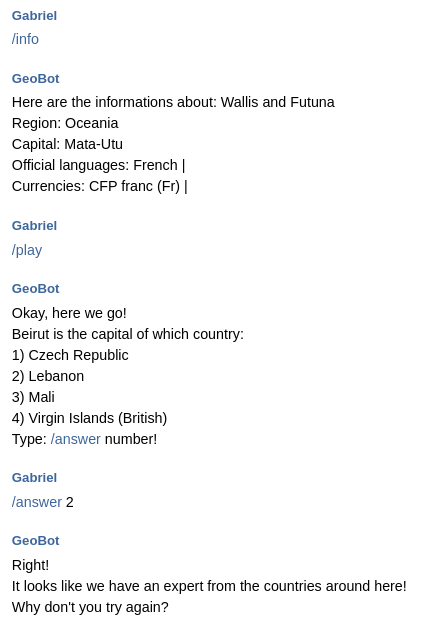 Gabriel
/info
GeoBot
Here are the informations about: Wallis and Futuna
Region: Oceania
Capital: Mata-Utu
Official languages: French |
Currencies: CFP franc (Fr) |
Gabriel
/play
GeoBot
Okay, here we go!
Beirut is the capital of which country:
1) Czech Republic
2) Lebanon
3) Mali
4) Virgin Islands (British)
Type: /answer number!
Gabriel
/answer 2
GeoBot
Right!
It looks like we have an expert from the countries around here!
Why don't you try again?